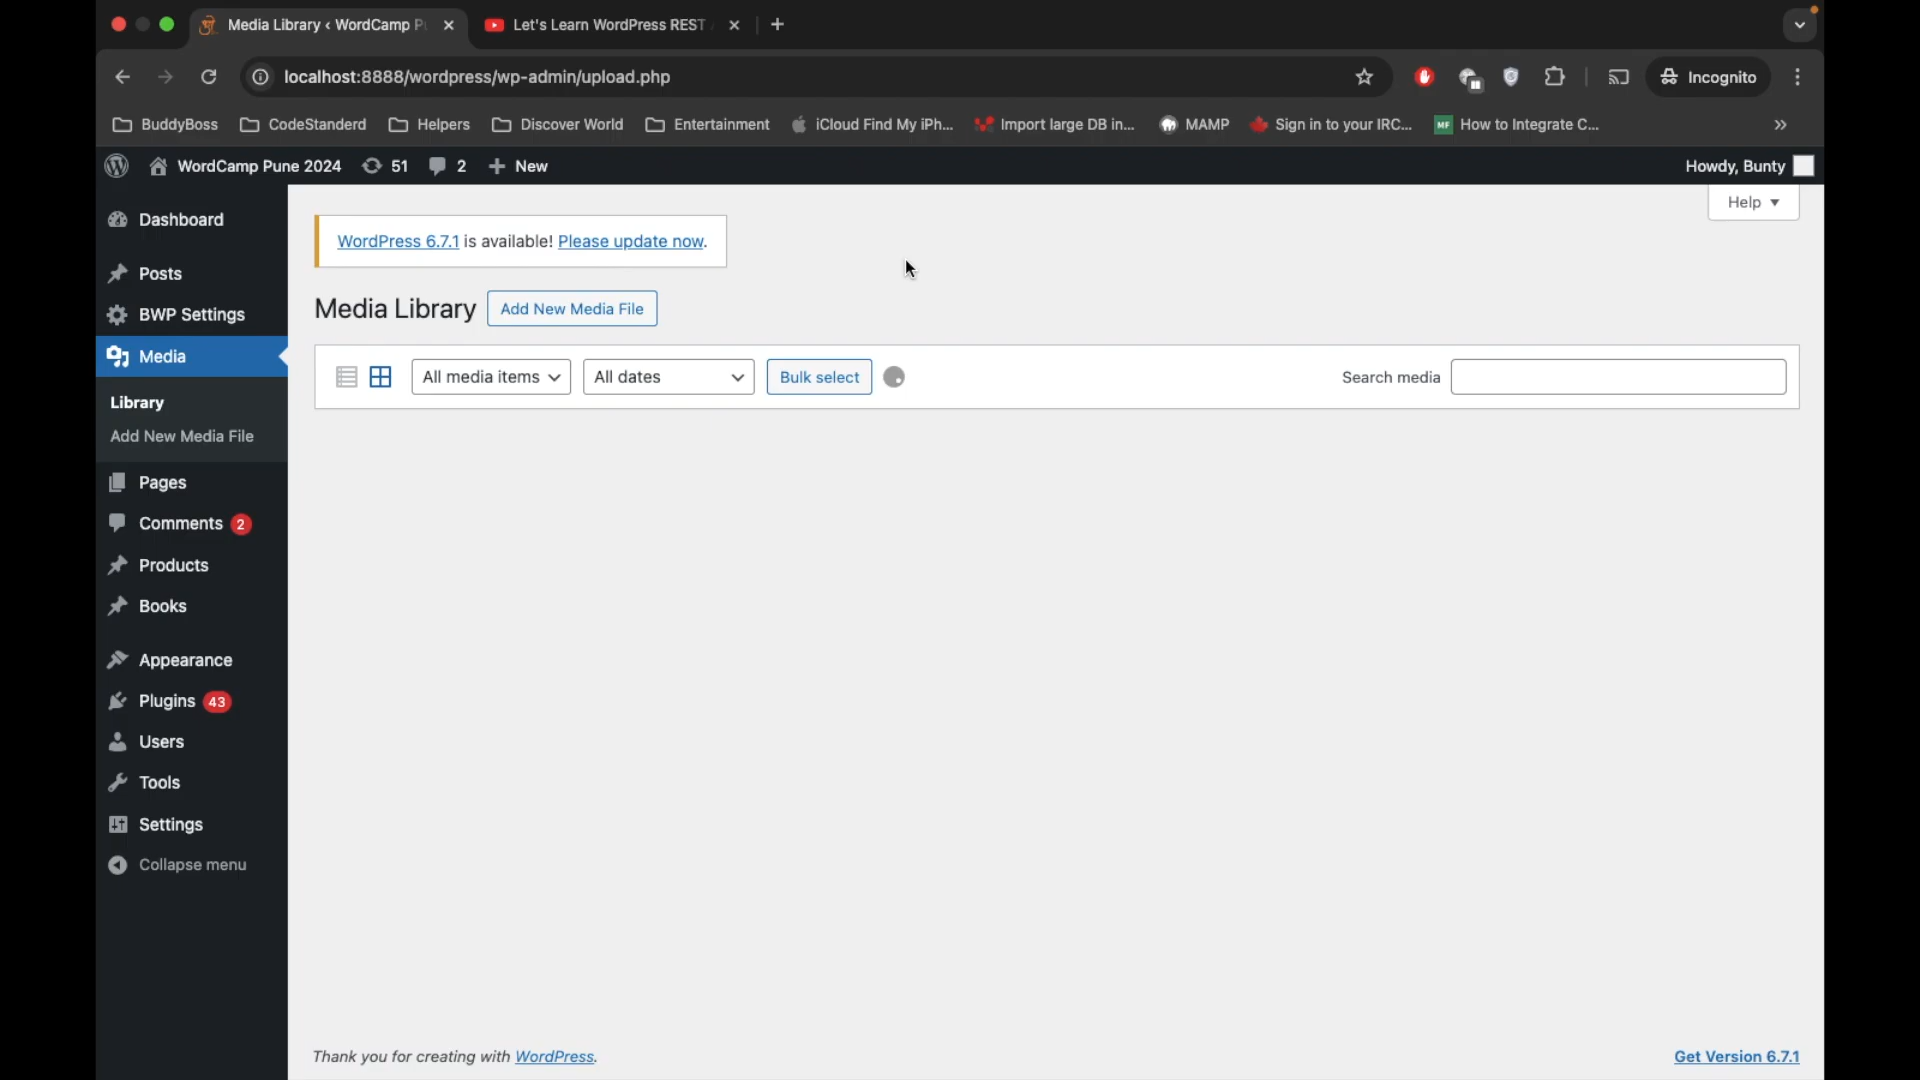 Media Library ‹ WordCamp P
Let's Learn WordPress REST
localhost:8888/wordpress/wp-admin/upload.php
Incognito
BuddyBoss
CodeStanderd
Helpers
Discover World
Entertainment
iCloud Find My iPh...
Import large DB in...
MAMP
Sign in to your IRC...
MF
How to Integrate C...
WordCamp Pune 2024
51
2
New
Howdy, Bunty
Dashboard
Posts
BWP Settings
Media
Library
Add New Media File
Pages
Comments 2
Products
Books
Appearance
Plugins 43
Users
Tools
Settings
Collapse menu
Help
WordPress 6.7.1 is available! Please update now.
Media Library
Add New Media File
All media items
All dates
Bulk select
Search media
Thank you for creating with WordPress.
Get Version 6.7.1